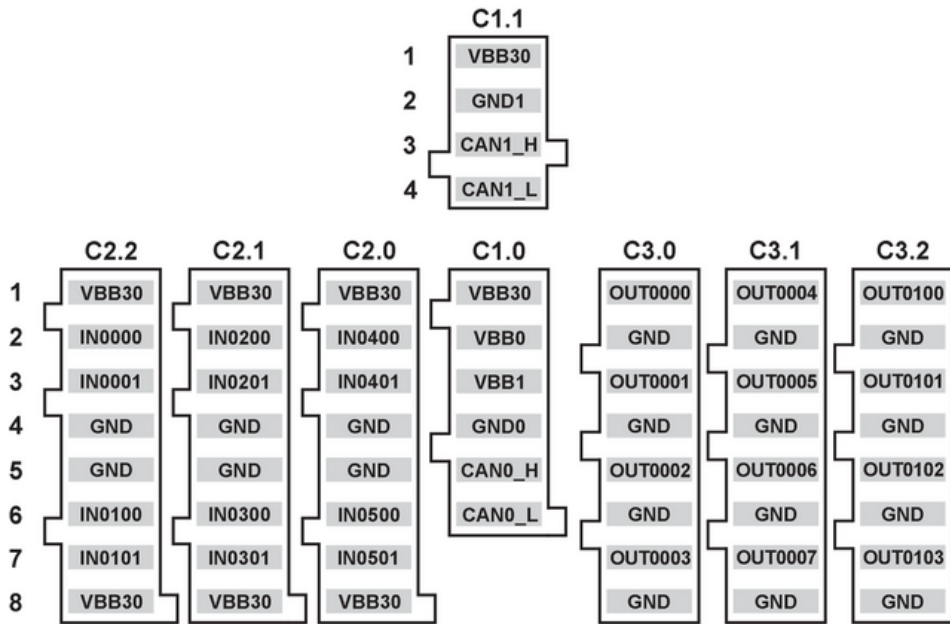 C1.1
1 VBB30
2 GND1
3 CAN1_H
4 CAN1_L
C2.2 C2.1 C2.0 C1.0 C3.0 C3.1 C3.2
1 VBB30 VBB30 VBB30 VBB30 OUT0000 OUT0004 OUT0100
2 IN0000 IN0200 IN0400 VBB0 GND GND GND
3 IN0001 IN0201 IN0401 VBB1 OUT0001 OUT0005 OUT0101
4 GND GND GND GND0 GND GND GND
5 GND GND GND CAN0_H OUT0002 OUT0006 OUT0102
6 IN0100 IN0300 IN0500 CAN0_L GND GND GND
7 IN0101 IN0301 IN0501 OUT0003 OUT0007 OUT0103
8 VBB30 VBB30 VBB30 GND GND GND